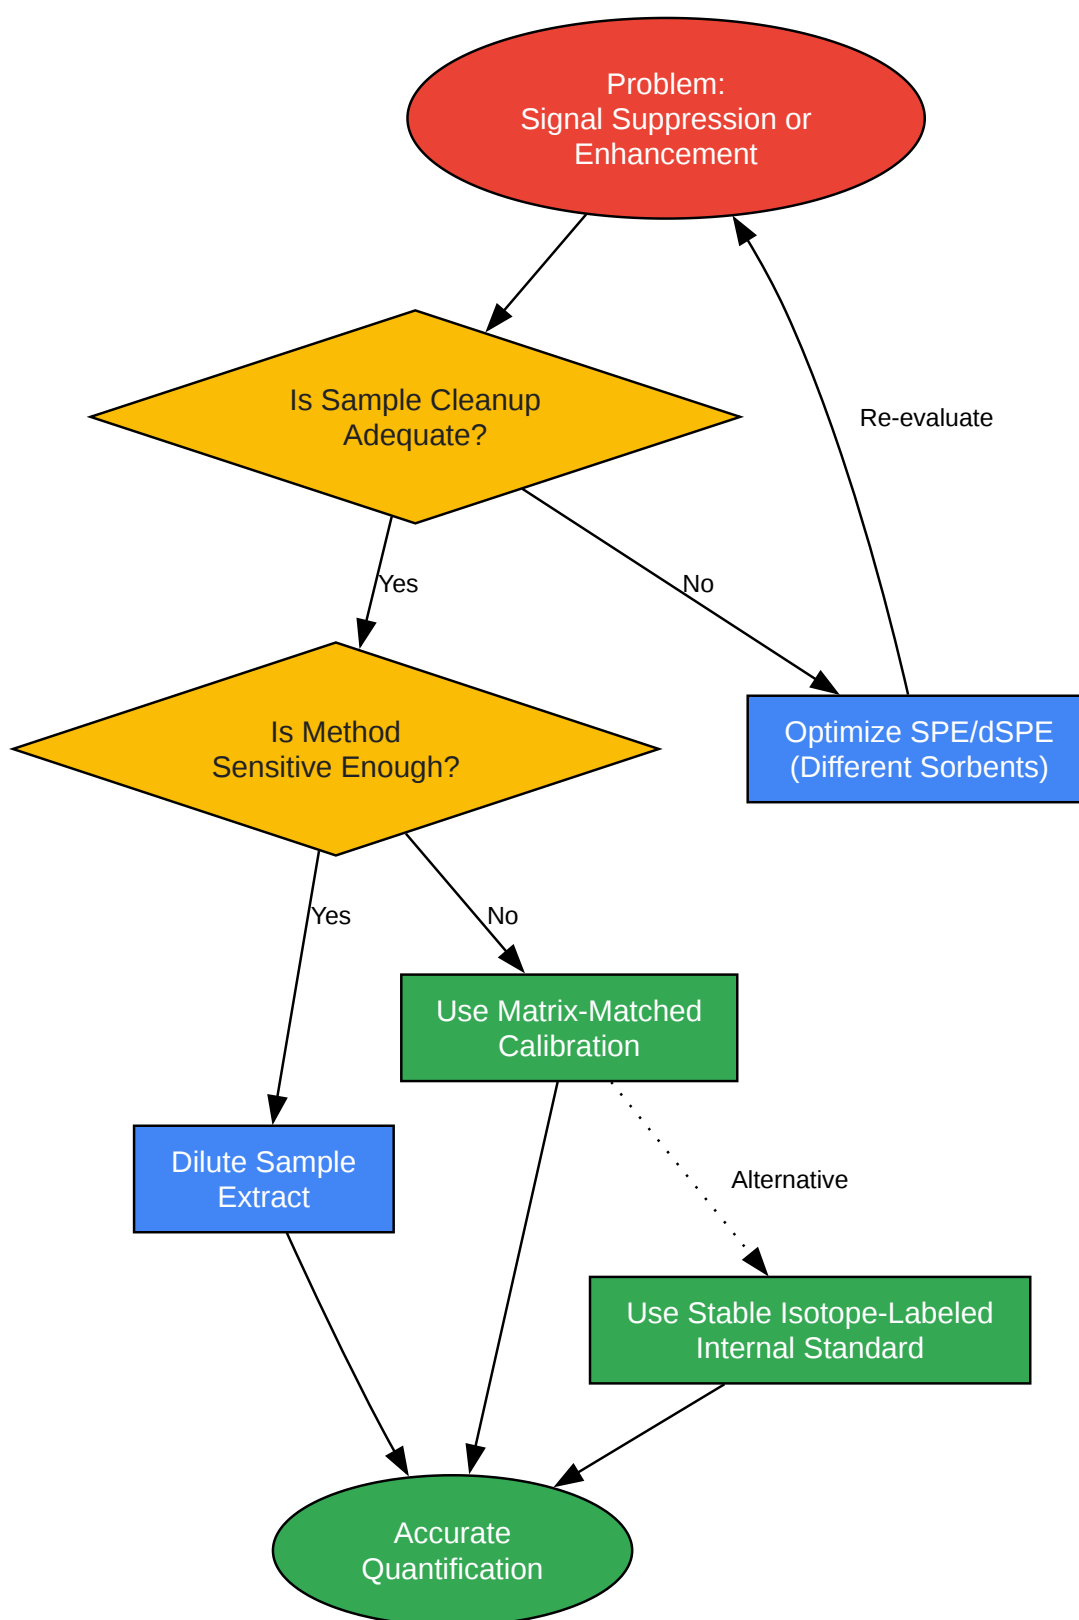 Problem:
Signal Suppression or
Enhancement
Is Sample Cleanup
Adequate?
Re-evaluate
Yes
No
Is Method
Sensitive Enough?
Optimize SPE/dSPE
(Different Sorbents)
Yes
No
Use Matrix-Matched
Calibration
Dilute Sample
Extract
Alternative
Use Stable Isotope-Labeled
Internal Standard
Accurate
Quantification